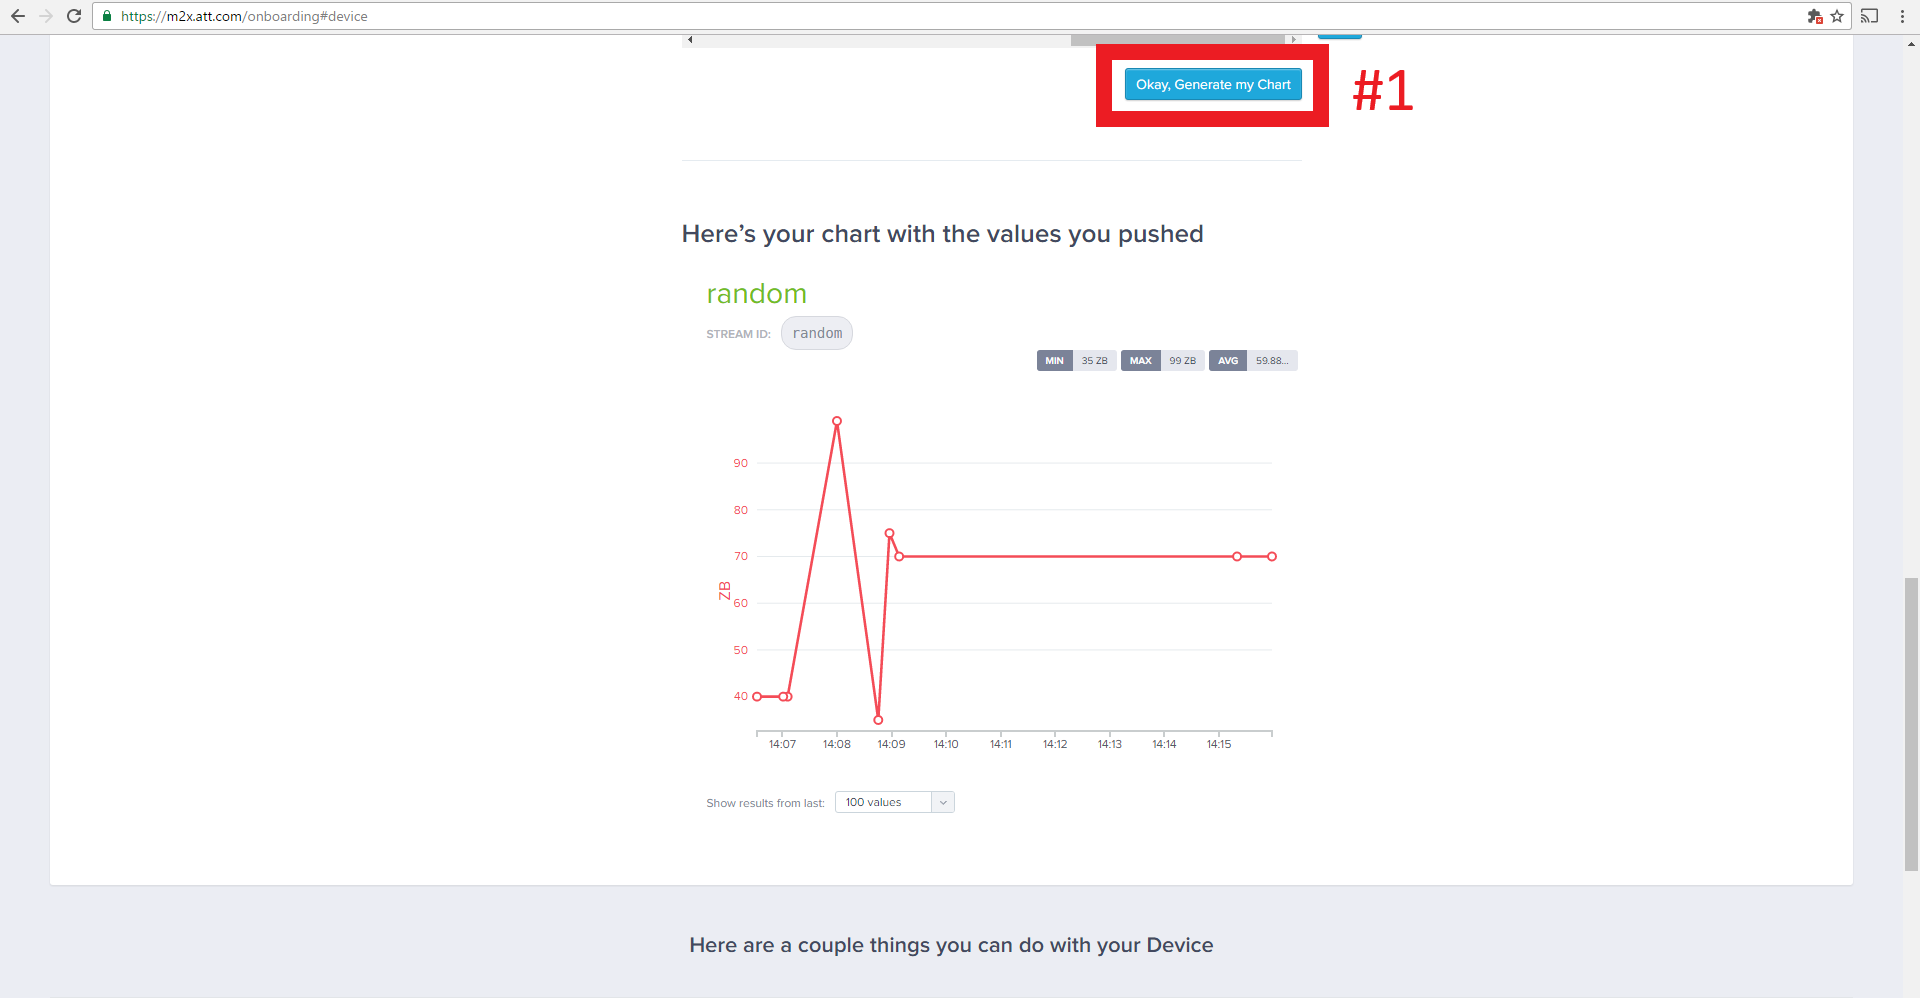 https://m2x.att.com/onboarding#device
Okay, Generate my Chart
#1
Here's your chart with the values you pushed
random
STREAM ID: random
MIN 35 ZB MAX 99 ZB AVG 59.88...
90
80
70
ZB
60
50
40
14:07 14:08 14:09 14:10 14:11 14:12 14:13 14:14 14:15
Show results from last: 100 values
Here are a couple things you can do with your Device